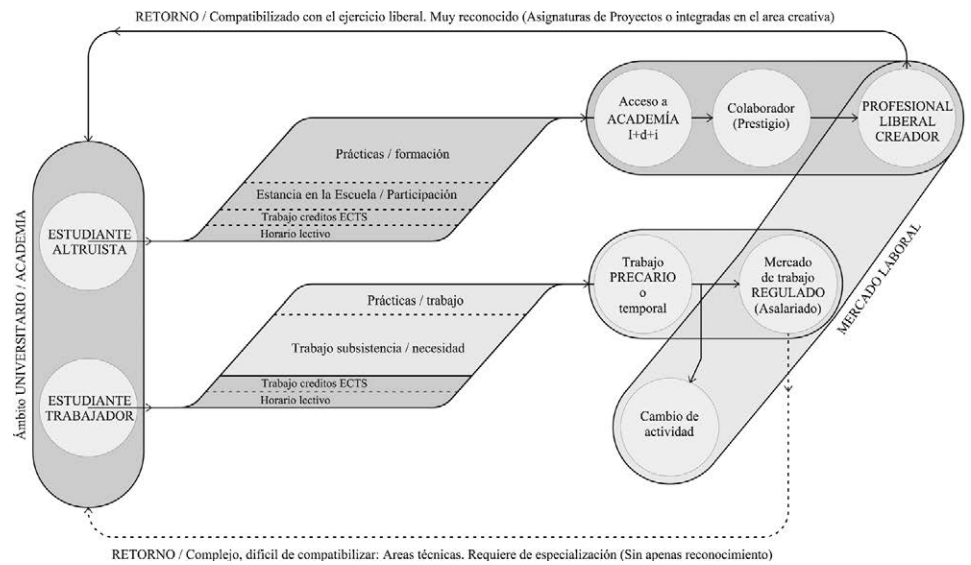 RETORNO / Compatibilizado con el ejercicio liberal. Muy reconocido (Asignaturas de Proyectos o integradas en el area creativa)
Ámbito UNIVERSITARIO / ACADEMIA
ESTUDIANTE
ALTRUISTA
Prácticas / formación
Estancia en la Escuela / Participación
Trabajo creditos ECTS
Horario lectivo
Acceso a
ACADEMÍA
I+d+i
Colaborador
(Prestigio)
PROFESIONAL
LIBERAL
CREADOR
ESTUDIANTE
TRABAJADOR
Prácticas / trabajo
Trabajo subsistencia / necesidad
Trabajo creditos ECTS
Horario lectivo
Trabajo
PRECARIO
o
temporal
Mercado
de trabajo
REGULADO
(Asalariado)
MERCADO LABORAL
Cambio de
actividad
RETORNO / Complejo, difícil de compatibilizar: Areas técnicas. Requiere de especialización (Sin apenas reconocimiento)